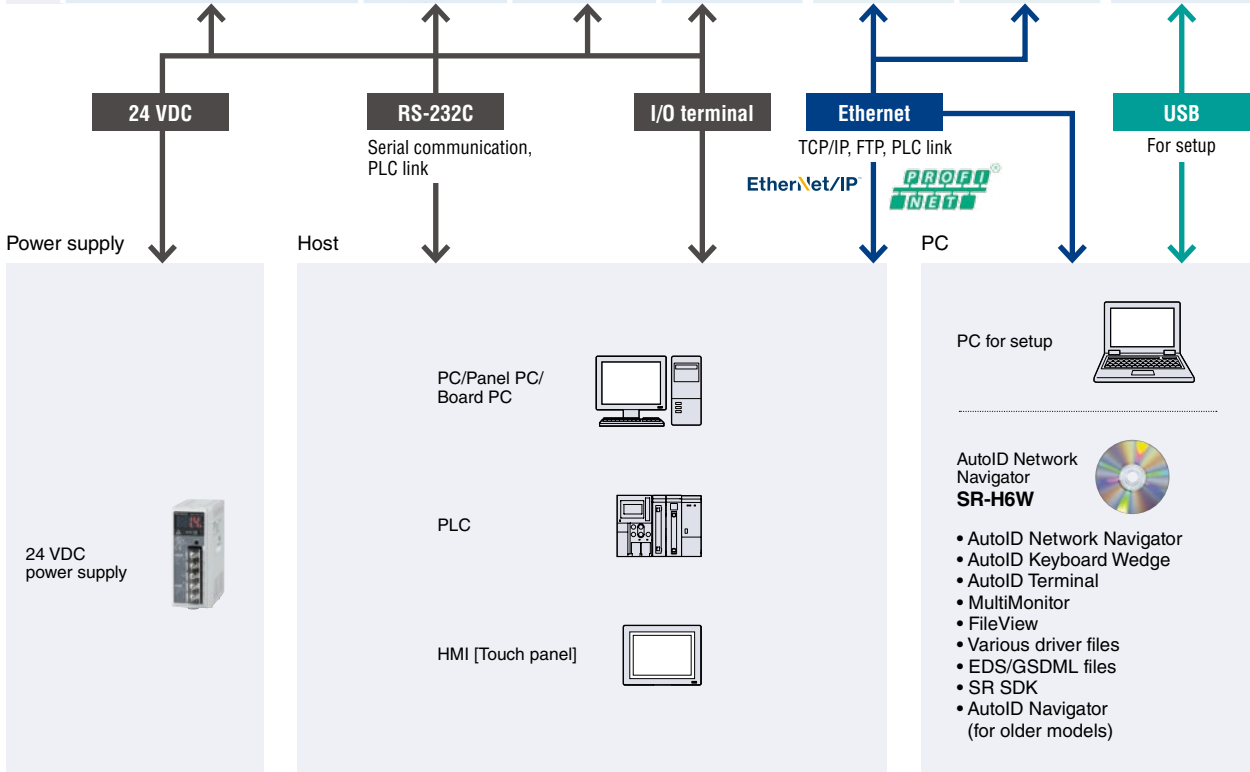 24 VDC
RS-232C
I/O terminal
Ethernet
USB
Serial communication,
PLC link
TCP/IP, FTP, PLC link
For setup
EtherNet/IP
PROFI
NET
Power supply
Host
PC
24 VDC
power supply
PC/Panel PC/
Board PC
PLC
HMI [Touch panel]
PC for setup
AutoID Network
Navigator
SR-H6W
• AutoID Network Navigator
• AutoID Keyboard Wedge
• AutoID Terminal
• MultiMonitor
• FileView
• Various driver files
• EDS/GSDML files
• SR SDK
• AutoID Navigator
(for older models)